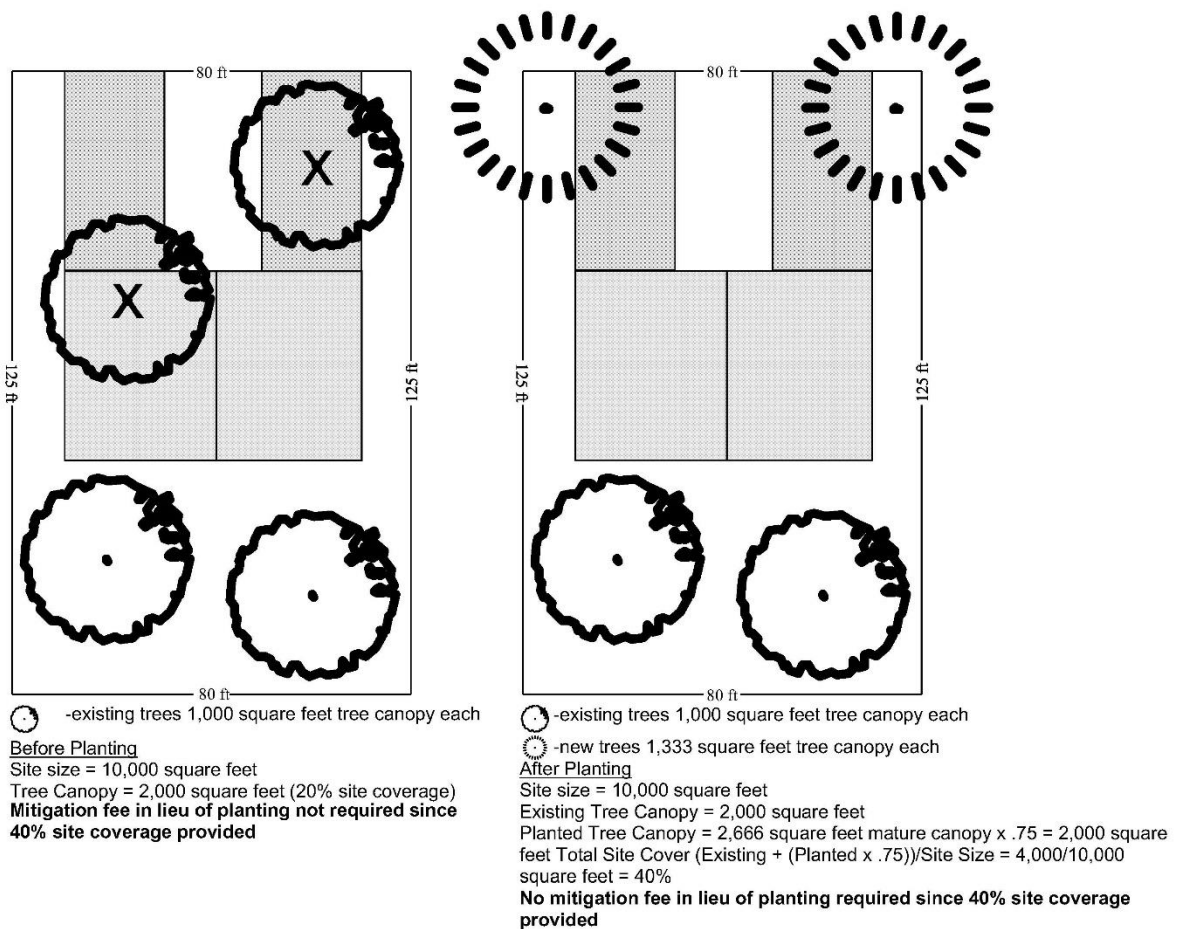 80 ft
X
X
125 ft
125 ft
80 ft
-existing trees 1,000 square feet tree canopy each
Before Planting
Site size = 10,000 square feet
Tree Canopy = 2,000 square feet (20% site coverage)
Mitigation fee in lieu of planting not required since
40% site coverage provided
80 ft
125 ft
125 ft
80 ft
-existing trees 1,000 square feet tree canopy each
-new trees 1,333 square feet tree canopy each
After Planting
Site size = 10,000 square feet
Existing Tree Canopy = 2,000 square feet
Planted Tree Canopy = 2,666 square feet mature canopy x .75 = 2,000 square
feet Total Site Cover (Existing + (Planted x .75))/Site Size = 4,000/10,000
square feet = 40%
No mitigation fee in lieu of planting required since 40% site coverage
provided